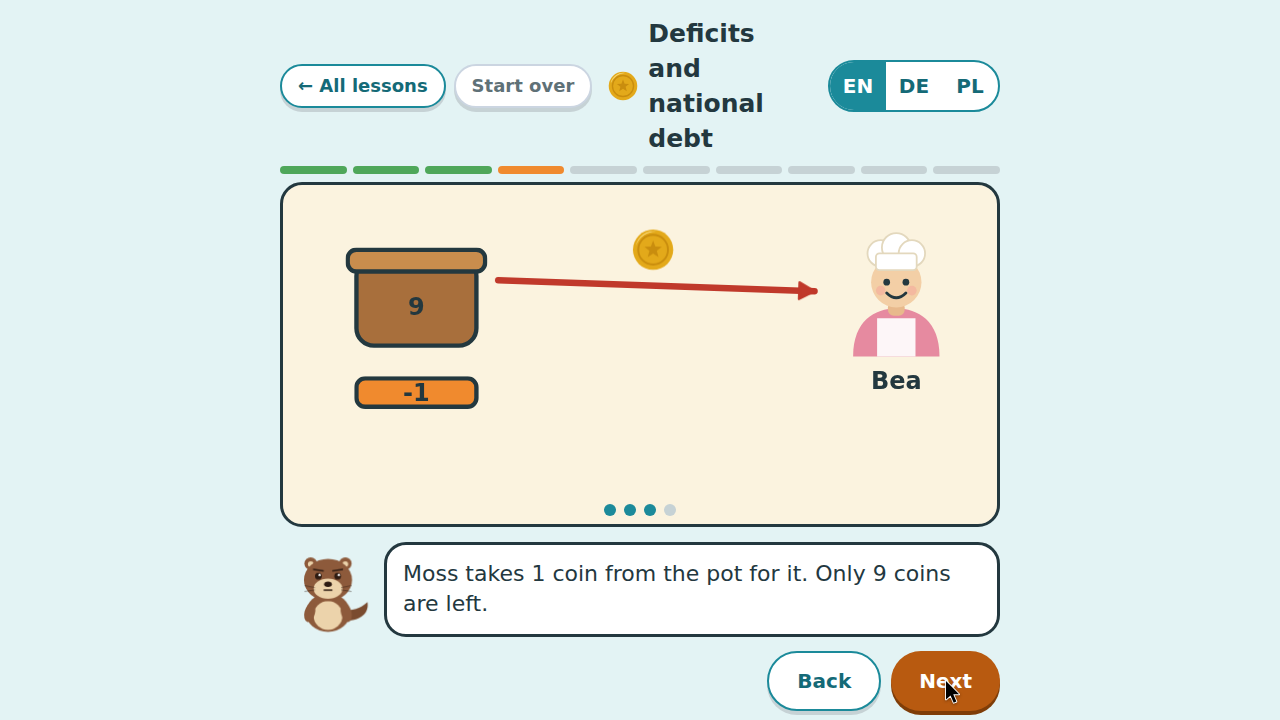 ← All lessons
Start over
Deficits
and
national
debt
EN DE PL
9
-1
Bea
Moss takes 1 coin from the pot for it. Only 9 coins
are left.
Back
Next